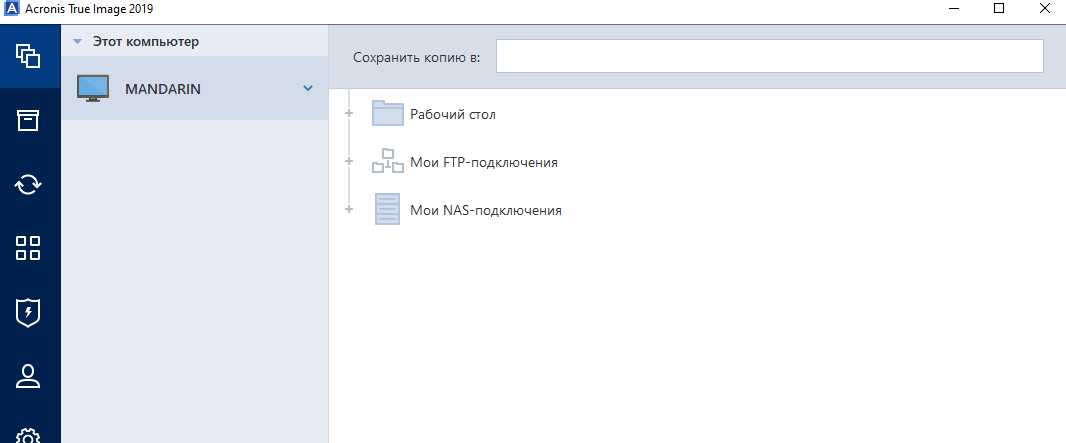 Acronis True Image 2019
Этот компьютер
MANDARIN
Сохранить копию в:
Рабочий стол
Мои FTP-подключения
Мои NAS-подключения